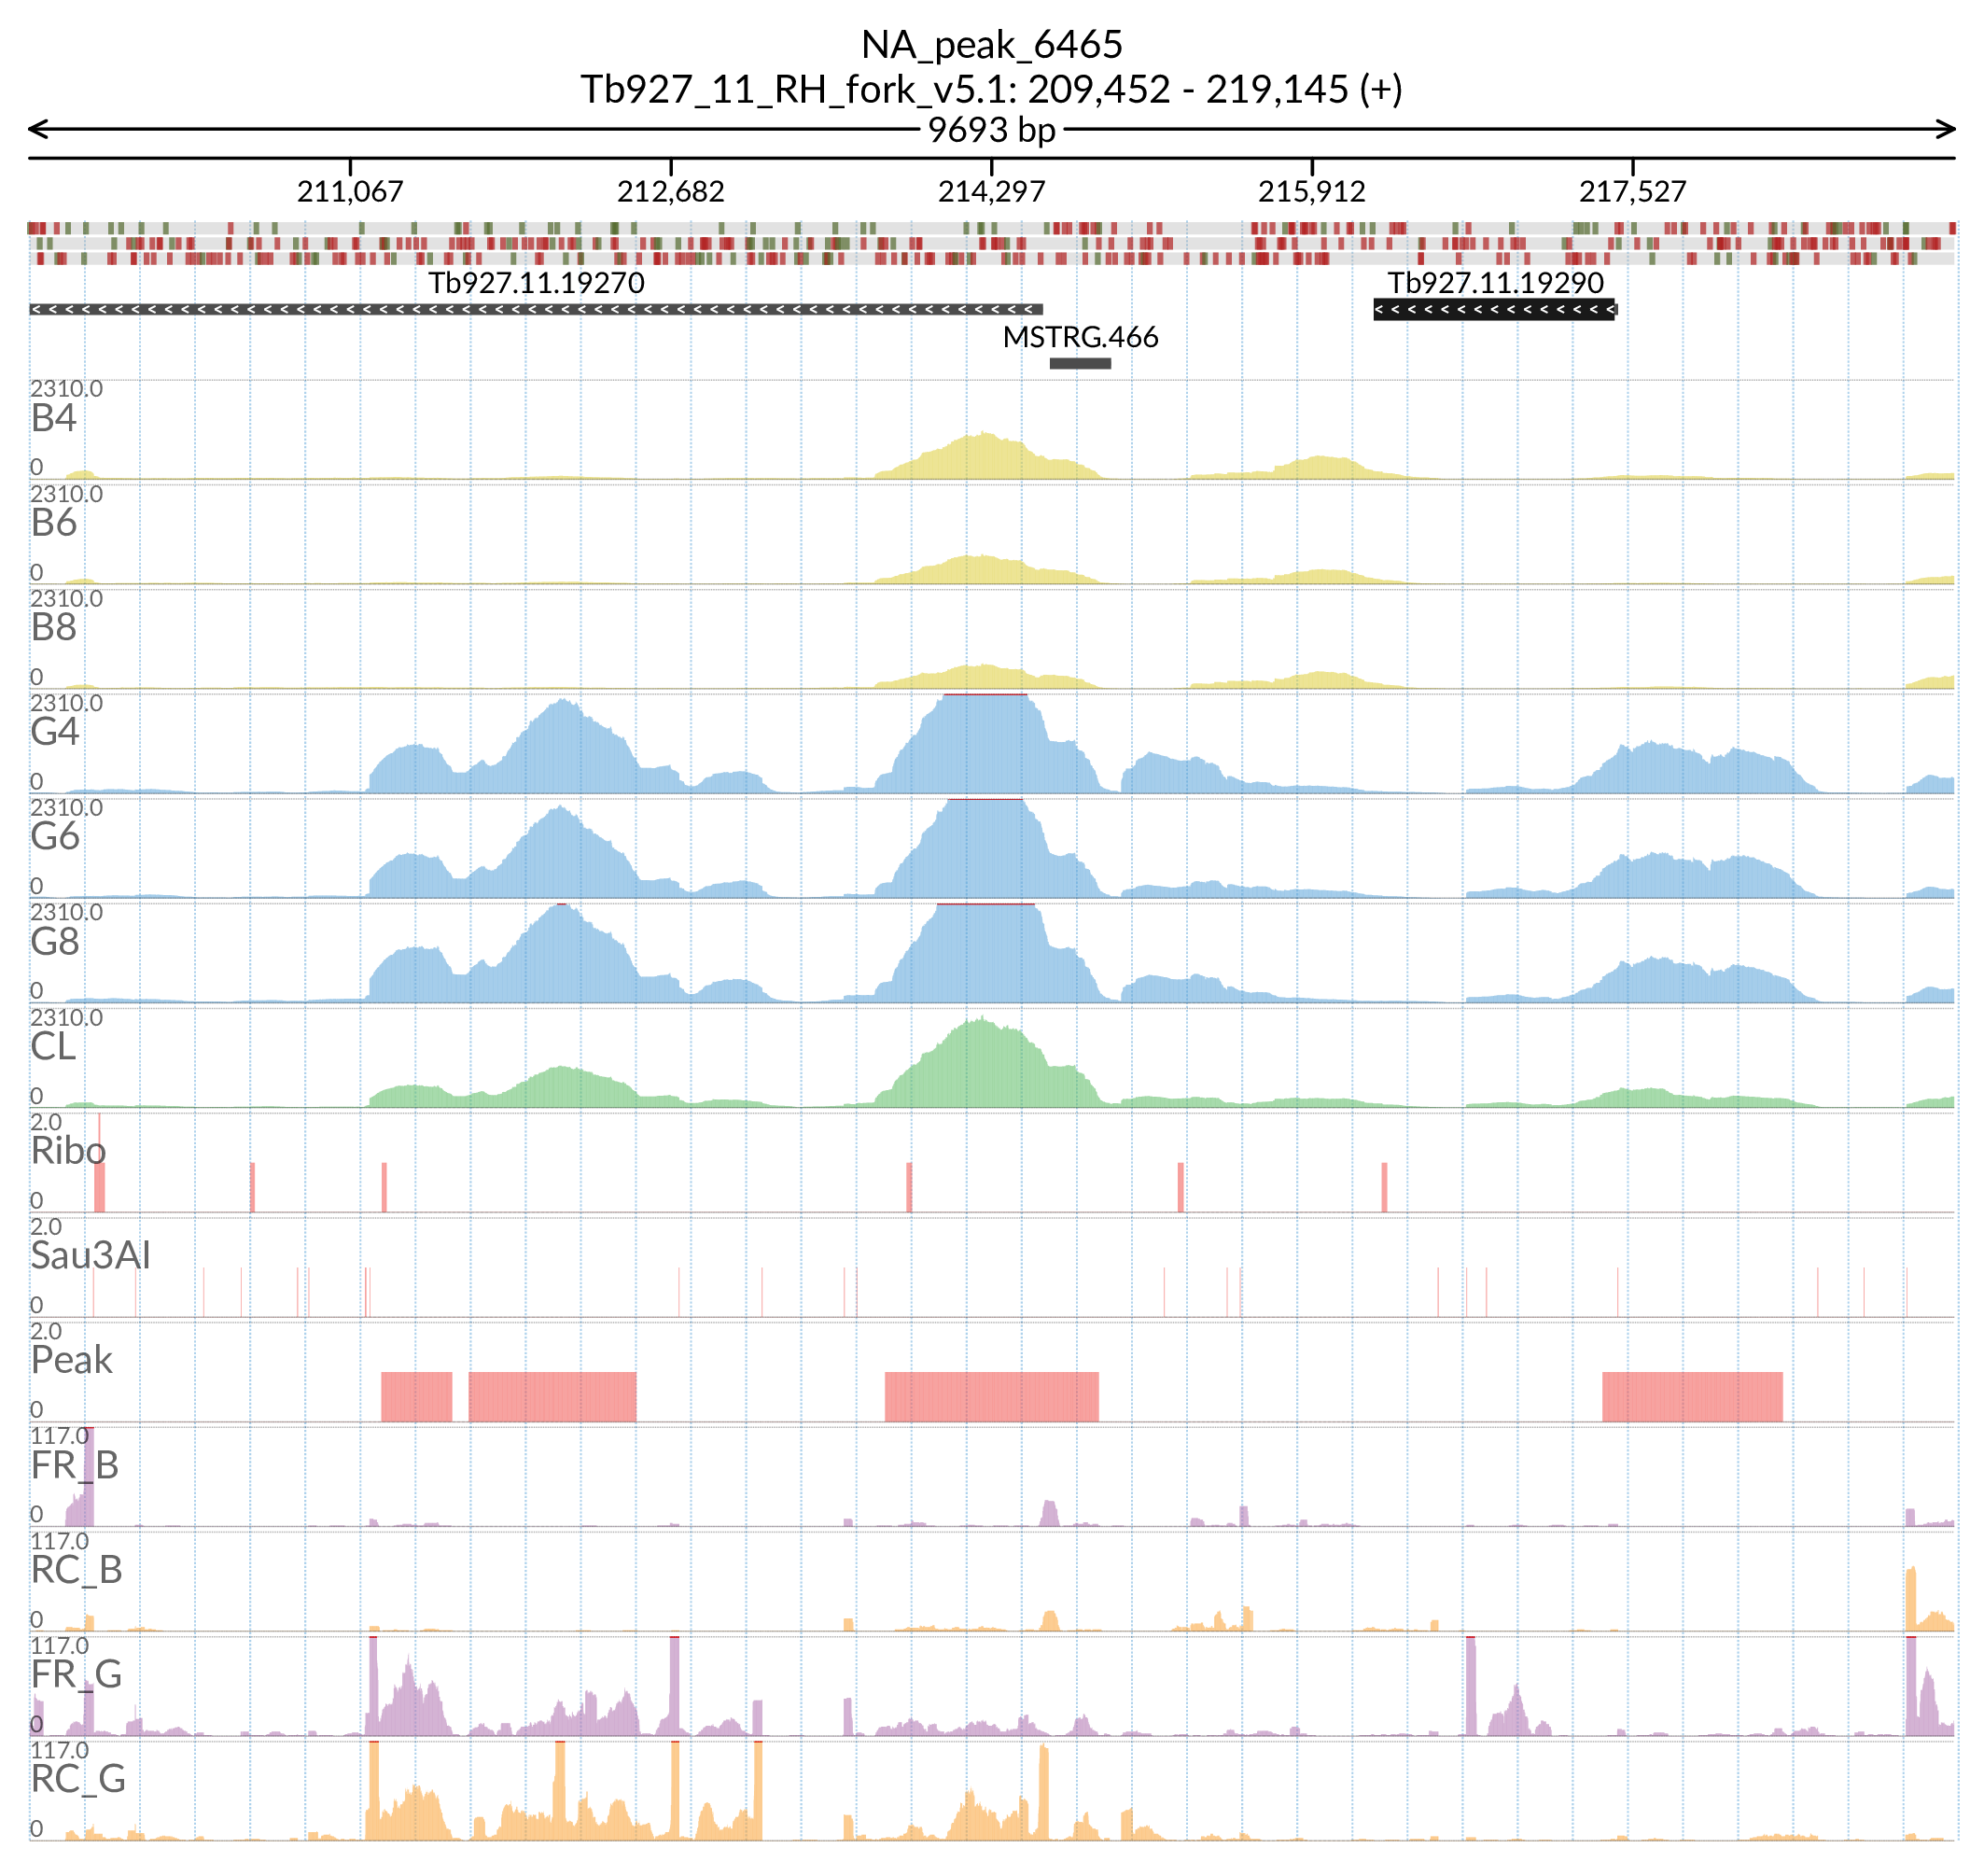 NA_peak_6465
Tb927_11_RH_fork_v5.1: 209,452 - 219,145 (+)
9693 bp
211,067 212,682 214,297 215,912 217,527
Tb927.11.19270 Tb927.11.19290
MSTRG.466
2310.0
B4
0
2310.0
B6
0
2310.0
B8
0
2310.0
G4
0
2310.0
G6
0
2310.0
G8
0
2310.0
CL
0
2.0
Ribo
0
2.0
Sau3AI
0
2.0
Peak
0
117.0
FR_B
0
117.0
RC_B
0
117.0
FR_G
0
117.0
RC_G
0